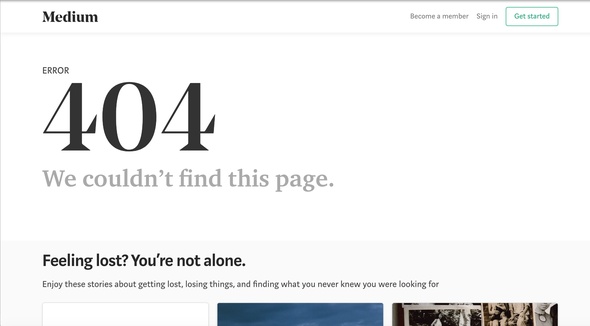 Medium
Become a member Sign in Get started
ERROR
404
We couldn’t find this page.
Feeling lost? You’re not alone.
Enjoy these stories about getting lost, losing things, and finding what you never knew you were looking for